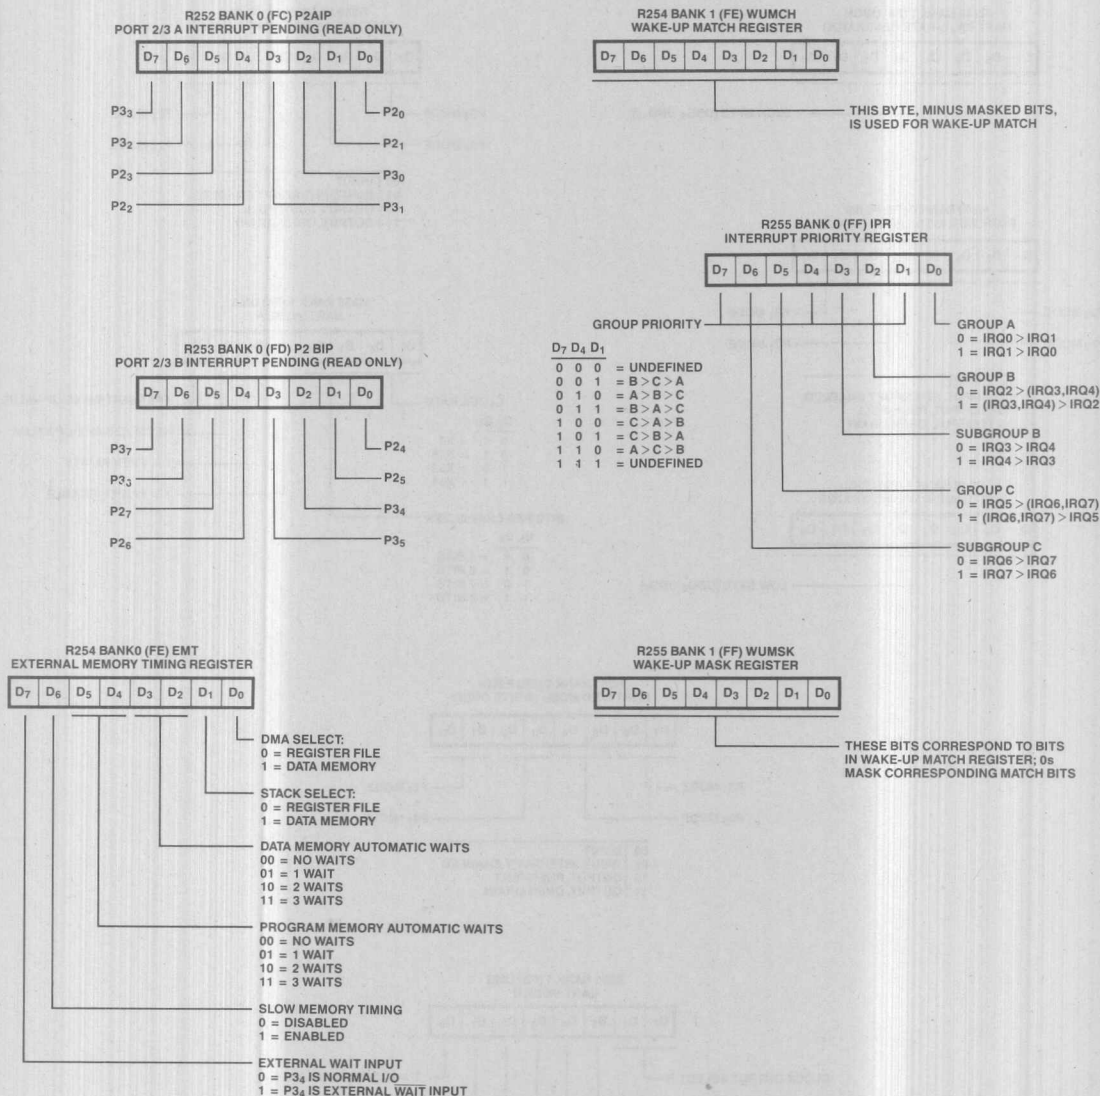 R252 BANK 0 (FC) P2AIP
PORT 2/3 A INTERRUPT PENDING (READ ONLY)
D7 D6 D5 D4 D3 D2 D1 D0
P33
P32
P23
P22
P20
P21
P30
P31
R253 BANK 0 (FD) P2 BIP
PORT 2/3 B INTERRUPT PENDING (READ ONLY)
D7 D6 D5 D4 D3 D2 D1 D0
P37
P33
P27
P26
P24
P25
P34
P35
R254 BANK0 (FE) EMT
EXTERNAL MEMORY TIMING REGISTER
D7 D6 D5 D4 D3 D2 D1 D0
DMA SELECT:
0 = REGISTER FILE
1 = DATA MEMORY
STACK SELECT:
0 = REGISTER FILE
1 = DATA MEMORY
DATA MEMORY AUTOMATIC WAITS
00 = NO WAITS
01 = 1 WAIT
10 = 2 WAITS
11 = 3 WAITS
PROGRAM MEMORY AUTOMATIC WAITS
00 = NO WAITS
01 = 1 WAIT
10 = 2 WAITS
11 = 3 WAITS
SLOW MEMORY TIMING
0 = DISABLED
1 = ENABLED
EXTERNAL WAIT INPUT
0 = P34 IS NORMAL I/O
1 = P34 IS EXTERNAL WAIT INPUT
R254 BANK 1 (FE) WUMCH
WAKE-UP MATCH REGISTER
D7 D6 D5 D4 D3 D2 D1 D0
THIS BYTE, MINUS MASKED BITS,
IS USED FOR WAKE-UP MATCH
R255 BANK 0 (FF) IPR
INTERRUPT PRIORITY REGISTER
D7 D6 D5 D4 D3 D2 D1 D0
GROUP PRIORITY
D7 D4 D1
0 0 0 = UNDEFINED
0 0 1 = B > C > A
0 1 0 = A > B > C
0 1 1 = B > A > C
1 0 0 = C > A > B
1 0 1 = C > B > A
1 1 0 = A > C > B
1 1 1 = UNDEFINED
GROUP A
0 = IRQ0 > IRQ1
1 = IRQ1 > IRQ0
GROUP B
0 = IRQ2 > (IRQ3,IRQ4)
1 = (IRQ3,IRQ4) > IRQ2
SUBGROUP B
0 = IRQ3 > IRQ4
1 = IRQ4 > IRQ3
GROUP C
0 = IRQ5 > (IRQ6,IRQ7)
1 = (IRQ6,IRQ7) > IRQ5
SUBGROUP C
0 = IRQ6 > IRQ7
1 = IRQ7 > IRQ6
R255 BANK 1 (FF) WUMSK
WAKE-UP MASK REGISTER
D7 D6 D5 D4 D3 D2 D1 D0
THESE BITS CORRESPOND TO BITS
IN WAKE-UP MATCH REGISTER; 0s
MASK CORRESPONDING MATCH BITS